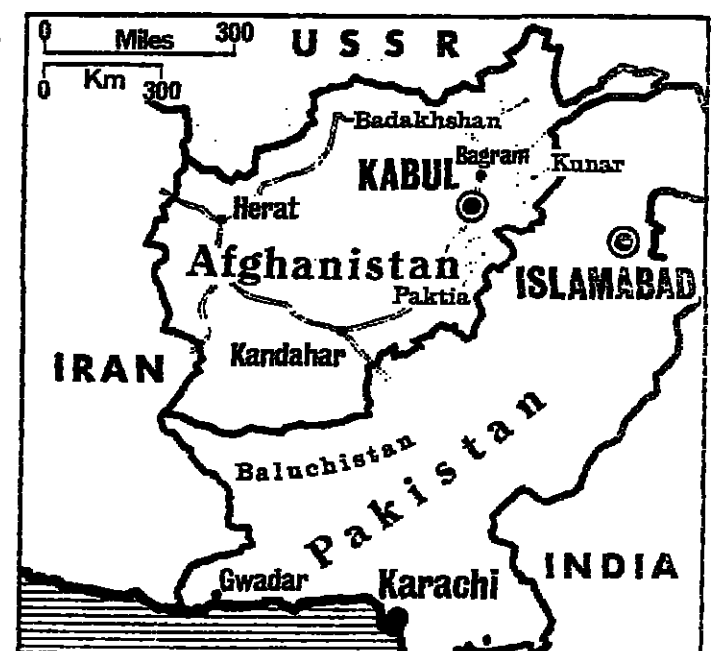 0 Miles 300
USSR
0 Km 300
Badakhshan
Bagram
KABUL
Kunar
Herat
Afghanistan
ISLAMABAD
Paktia
Kandahar
IRAN
Baluchistan
Pakistan
INDIA
Gwadar
Karachi